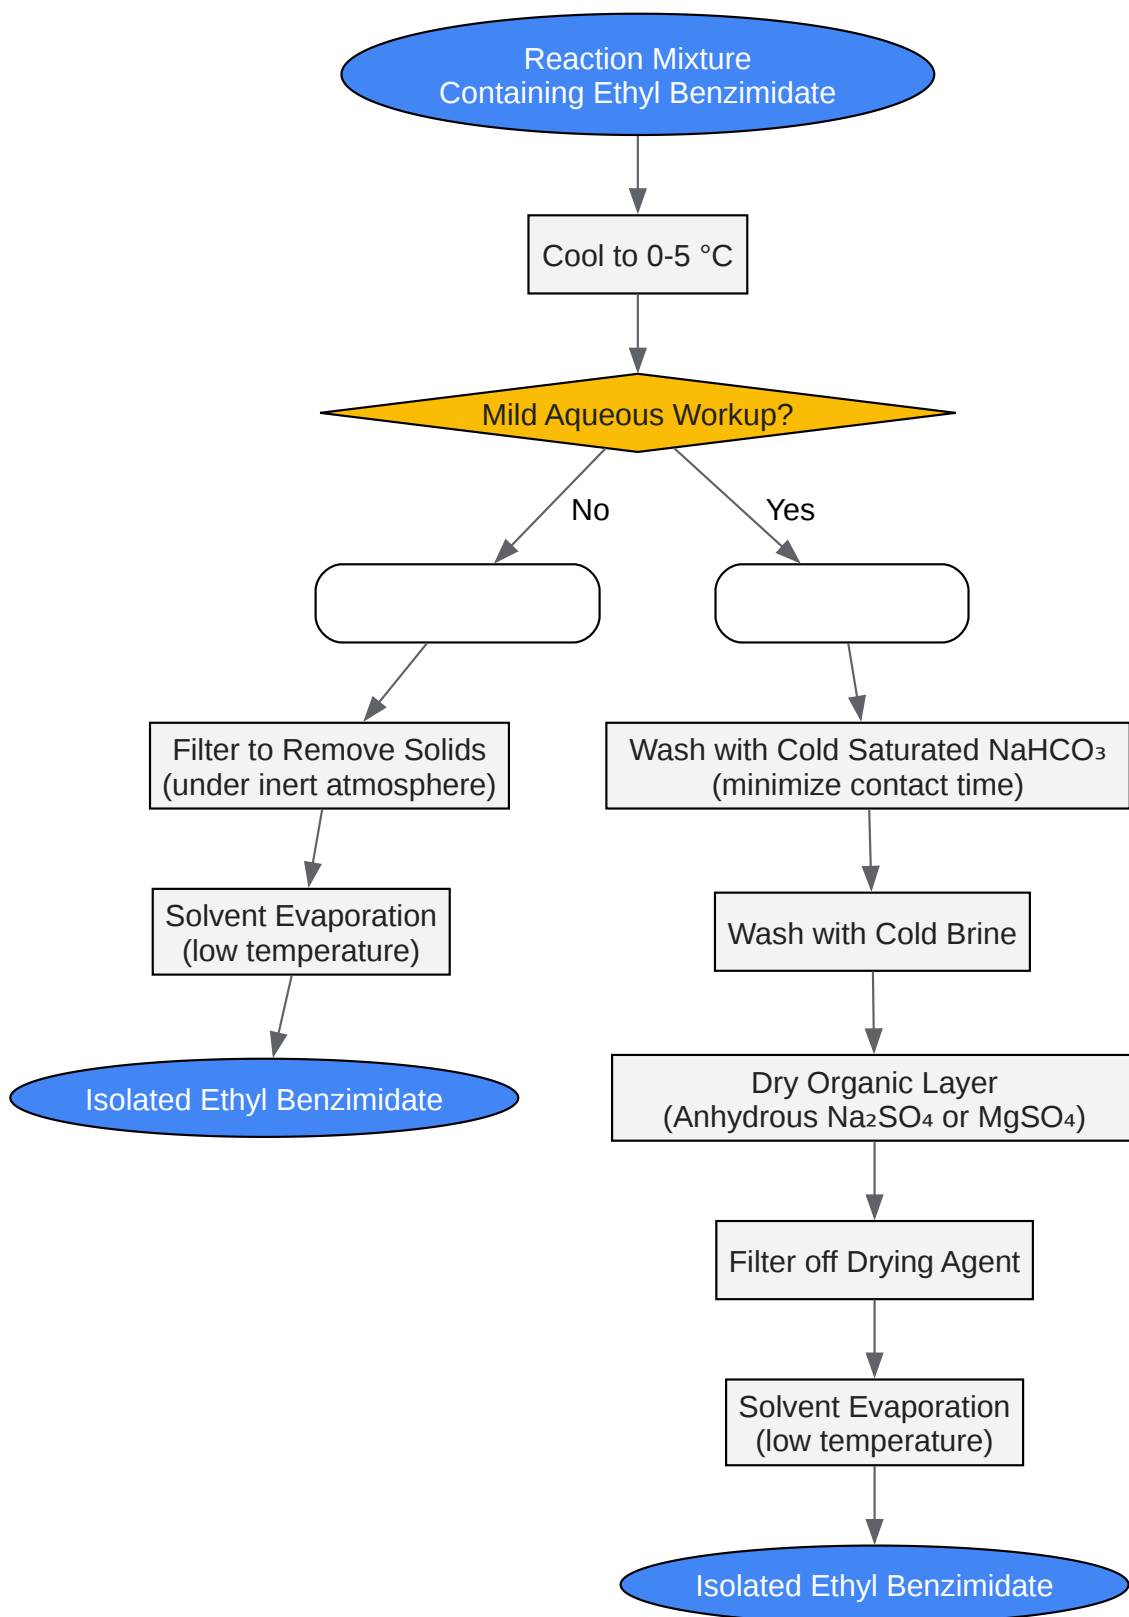 Reaction Mixture
Containing Ethyl Benzimidate
Cool to 0-5 °C
Mild Aqueous Workup?
No
Yes
Filter to Remove Solids
(under inert atmosphere)
Wash with Cold Saturated NaHCO₃
(minimize contact time)
Solvent Evaporation
(low temperature)
Wash with Cold Brine
Isolated Ethyl Benzimidate
Dry Organic Layer
(Anhydrous Na₂SO₄ or MgSO₄)
Filter off Drying Agent
Solvent Evaporation
(low temperature)
Isolated Ethyl Benzimidate